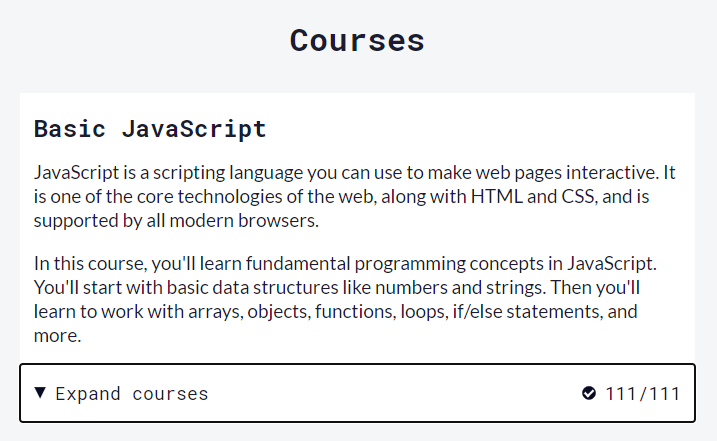 Courses
Basic JavaScript
JavaScript is a scripting language you can use to make web pages interactive. It
is one of the core technologies of the web, along with HTML and CSS, and is
supported by all modern browsers.
In this course, you'll learn fundamental programming concepts in JavaScript.
You'll start with basic data structures like numbers and strings. Then you'll
learn to work with arrays, objects, functions, loops, if/else statements, and
more.
Expand courses 111/111